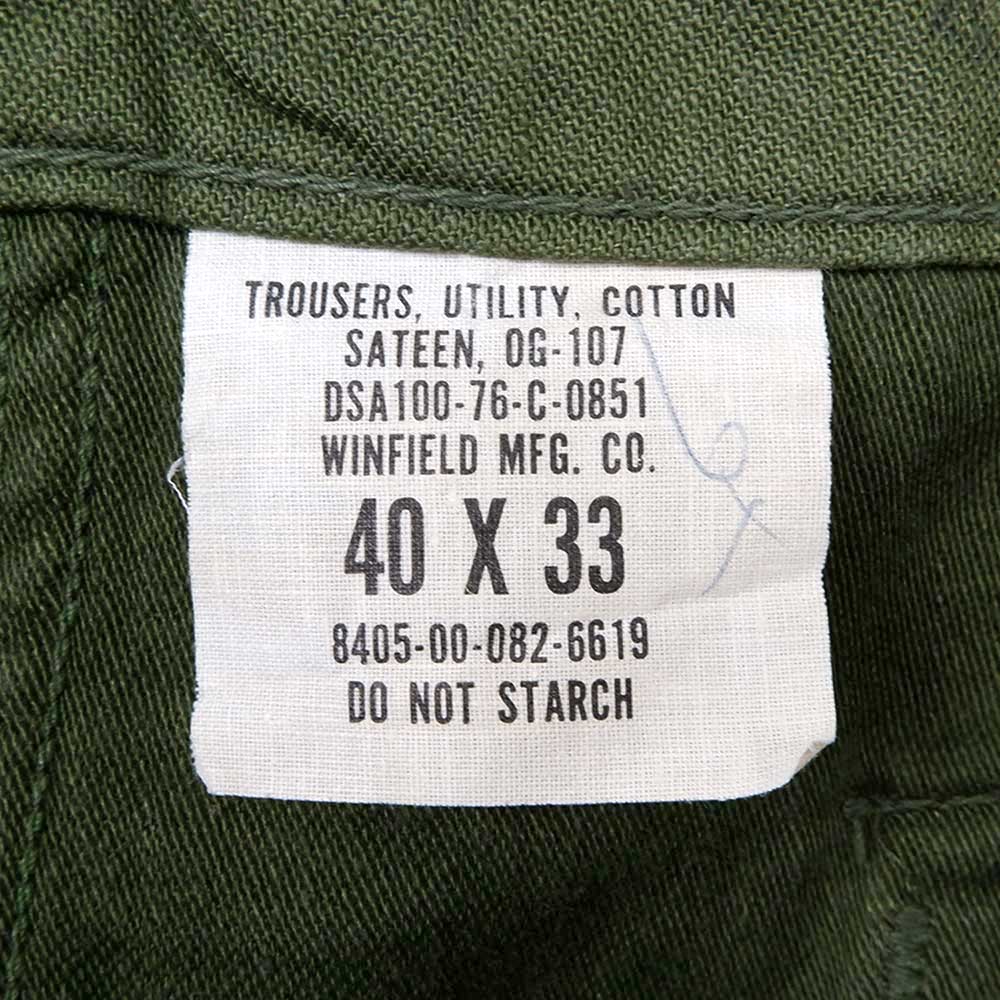 TROUSERS, UTILITY, COTTON
SATEEN, OG-107
DSA100-76-C-0851
WINFIELD MFG. CO.
40 X 33
8405-00-082-6619
DO NOT STARCH